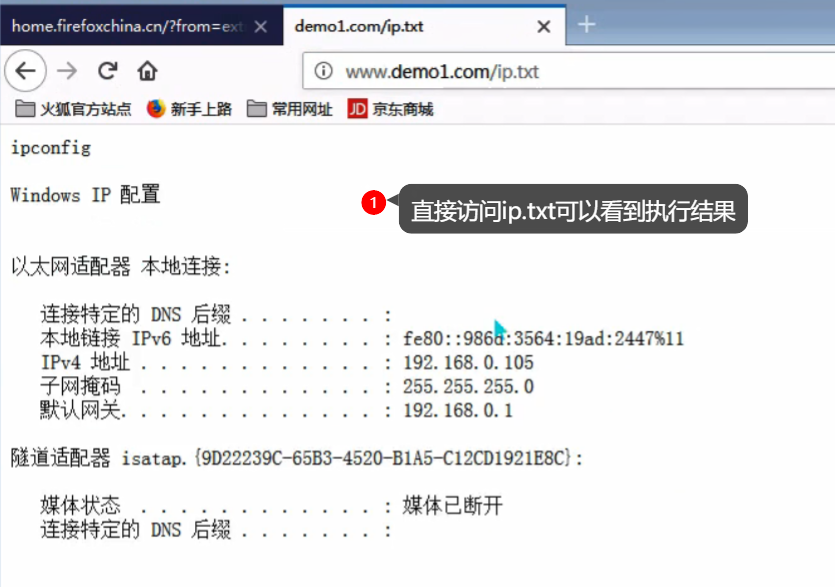 home.firefoxchina.cn/?from=ext
demo1.com/ip.txt
www.demo1.com/ip.txt
火狐官方站点 新手上路 常用网址 JD 京东商城
ipconfig
Windows IP 配置
1 直接访问ip.txt可以看到执行结果
以太网适配器 本地连接:
连接特定的 DNS 后缀 . . . . . . . :
本地链接 IPv6 地址. . . . . . . . : fe80::986d:3564:19ad:2447%11
IPv4 地址 . . . . . . . . . . . . : 192.168.0.105
子网掩码 . . . . . . . . . . . . : 255.255.255.0
默认网关. . . . . . . . . . . . . : 192.168.0.1
隧道适配器 isatap.{9D22239C-65B3-4520-B1A5-C12CD1921E8C}:
媒体状态 . . . . . . . . . . . . : 媒体已断开
连接特定的 DNS 后缀 . . . . . . . :